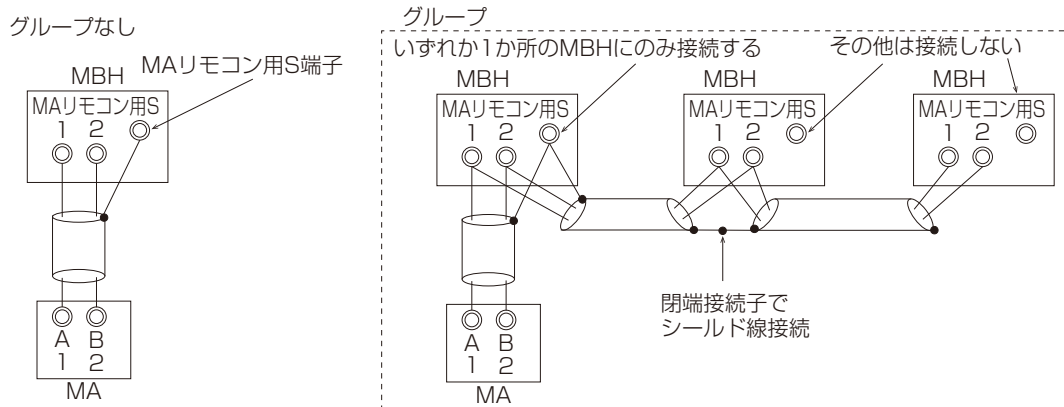 グループなし
MAリモコン用S端子
MBH
MAリモコン用S
1 2
A B
1 2
MA
グループ
いずれか1か所のMBHにのみ接続する
その他は接続しない
MBH
MAリモコン用S
1 2
MBH
MAリモコン用S
1 2
MBH
MAリモコン用S
1 2
閉端接続子で
シールド線接続
A B
1 2
MA